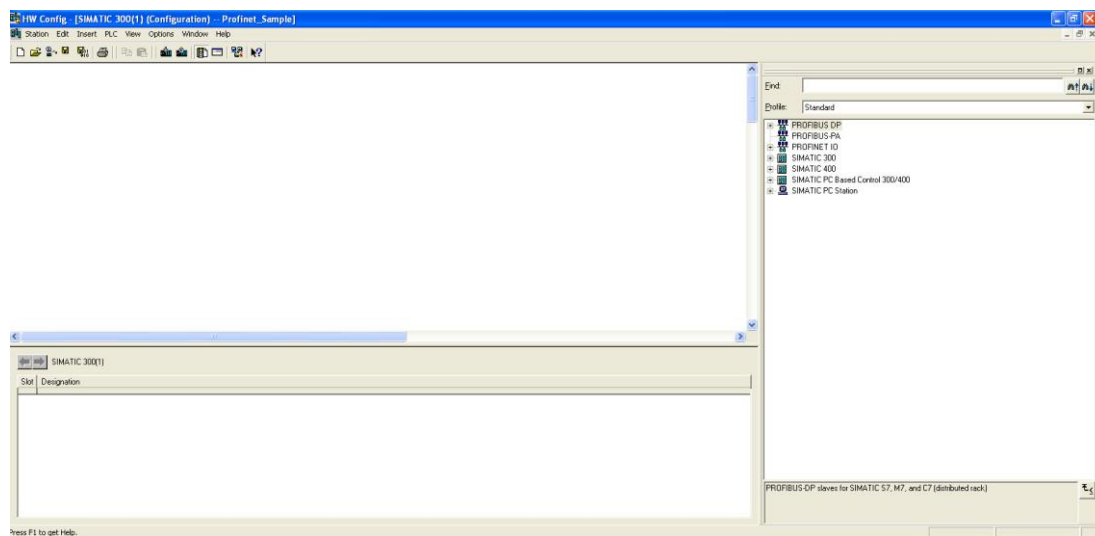 HW Config - [SIMATIC 300(1) (Configuration) -- Profinet_Sample]
Station Edit Insert PLC View Options Window Help
Find:
Profile: Standard
PROFIBUS DP
PROFIBUS-PA
PROFINET IO
SIMATIC 300
SIMATIC 400
SIMATIC PC Based Control 300/400
SIMATIC PC Station
SIMATIC 300(1)
Slot Designation
PROFIBUS-DP slaves for SIMATIC S7, M7, and C7 (distributed rack)
Press F1 to get Help.